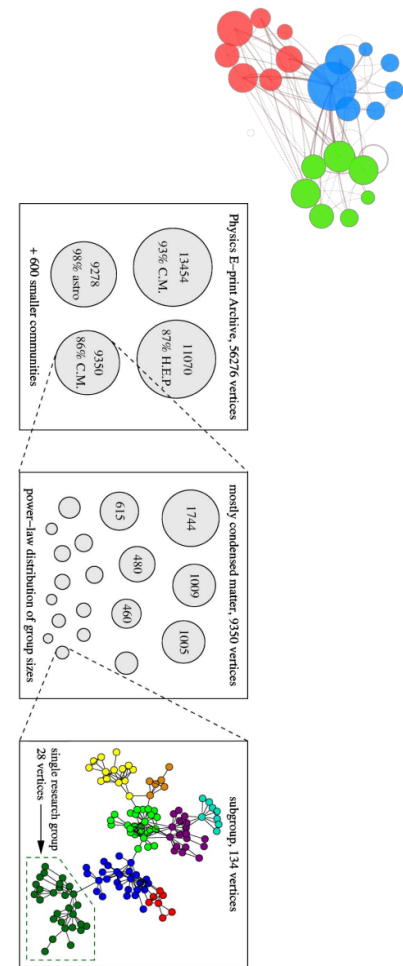 Physics E-print Archive, 56276 vertices
13454
93% C.M.
11070
87% H.E.P.
9278
98% astro
9350
86% C.M.
+ 600 smaller communities
mostly condensed matter, 9350 vertices
1744
1009
1005
615
480
460
power-law distribution of group sizes
subgroup, 134 vertices
single research group
28 vertices